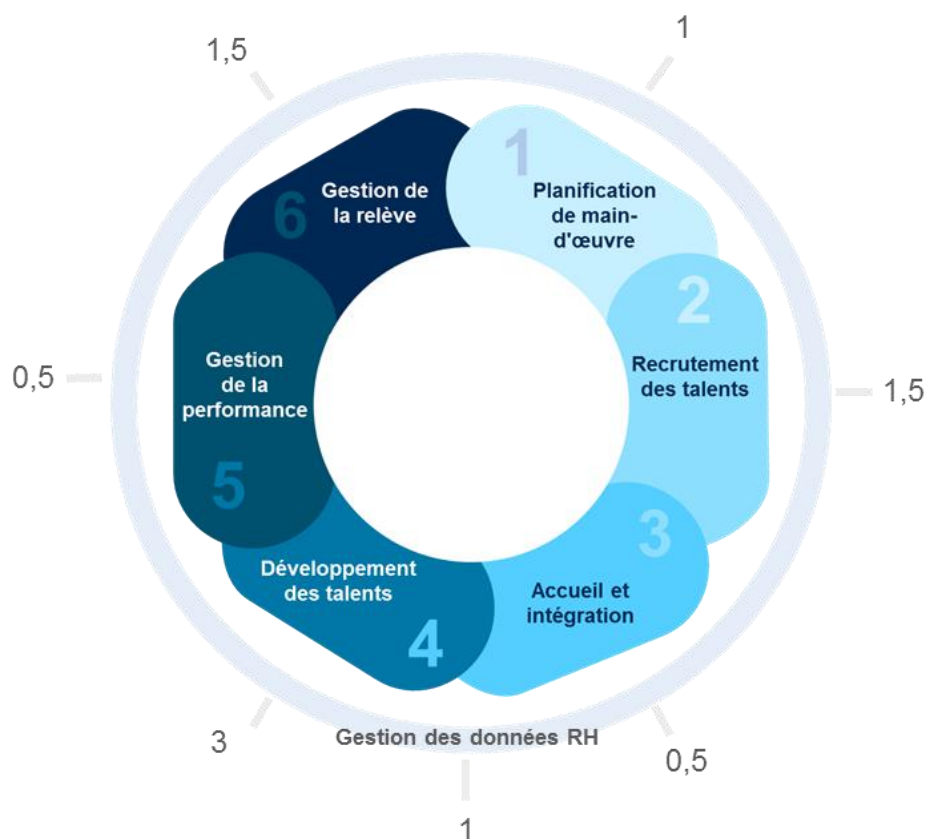 1,5
1
1
Planification
de main-
d'œuvre
2
Recrutement
des talents
1,5
3
Accueil et
intégration
0,5
4
Développement
des talents
3
5
Gestion
de la
performance
0,5
6
Gestion de
la relève
Gestion des données RH
1